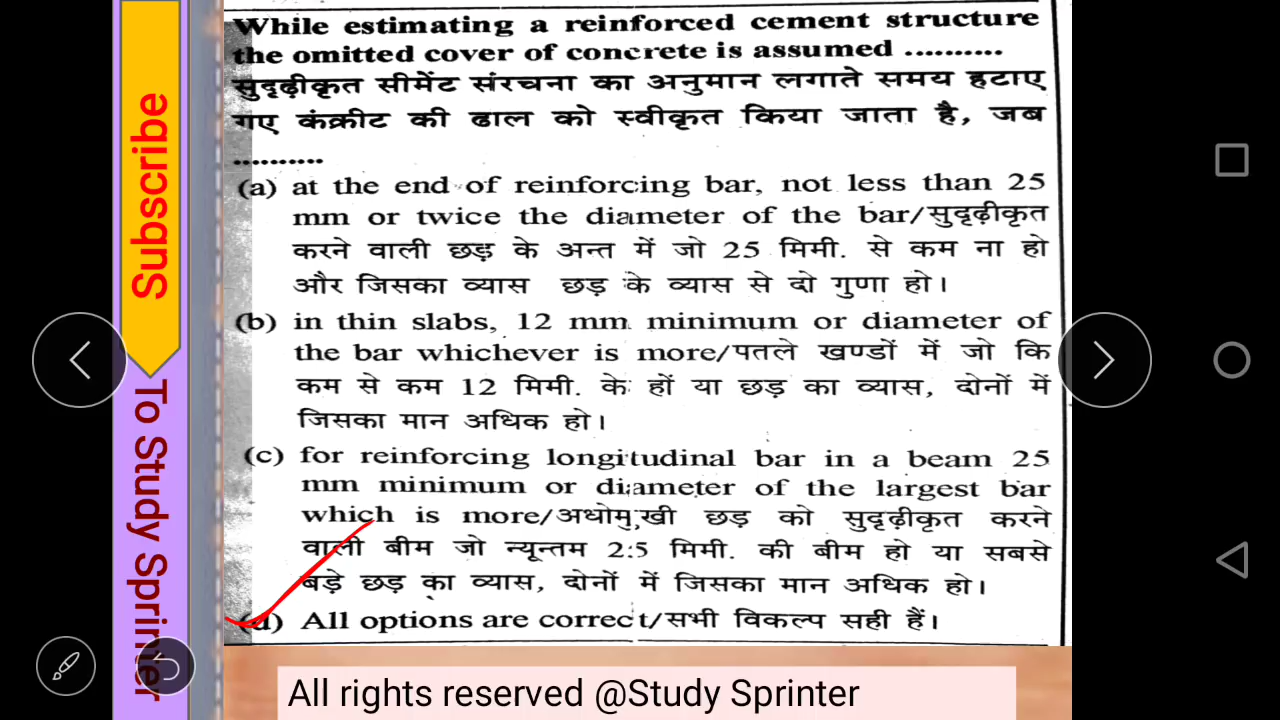 While estimating a reinforced cement structure
the omitted cover of concrete is assumed ..........
सुदृढ़ीकृत सीमेंट संरचना का अनुमान लगाते समय हटाए
गए कंक्रीट की ढाल को स्वीकृत किया जाता है, जब
..........
(a) at the end of reinforcing bar, not less than 25
mm or twice the diameter of the bar/सुदृढ़ीकृत
करने वाली छड़ के अन्त में जो 25 मिमी. से कम ना हो
और जिसका व्यास छड़ के व्यास से दो गुणा हो।
(b) in thin slabs, 12 mm minimum or diameter of
the bar whichever is more/पतले खण्डों में जो कि
कम से कम 12 मिमी. के हों या छड़ का व्यास, दोनों में
जिसका मान अधिक हो।
(c) for reinforcing longitudinal bar in a beam 25
mm minimum or diameter of the largest bar
which is more/अधोमुखी छड़ को सुदृढ़ीकृत करने
वाली बीम जो न्यून्तम 2:5 मिमी. की बीम हो या सबसे
बड़े छड़ का व्यास, दोनों में जिसका मान अधिक हो।
(d) All options are correct/सभी विकल्प सही हैं।
Subscribe
To Study Sprinter
All rights reserved @Study Sprinter